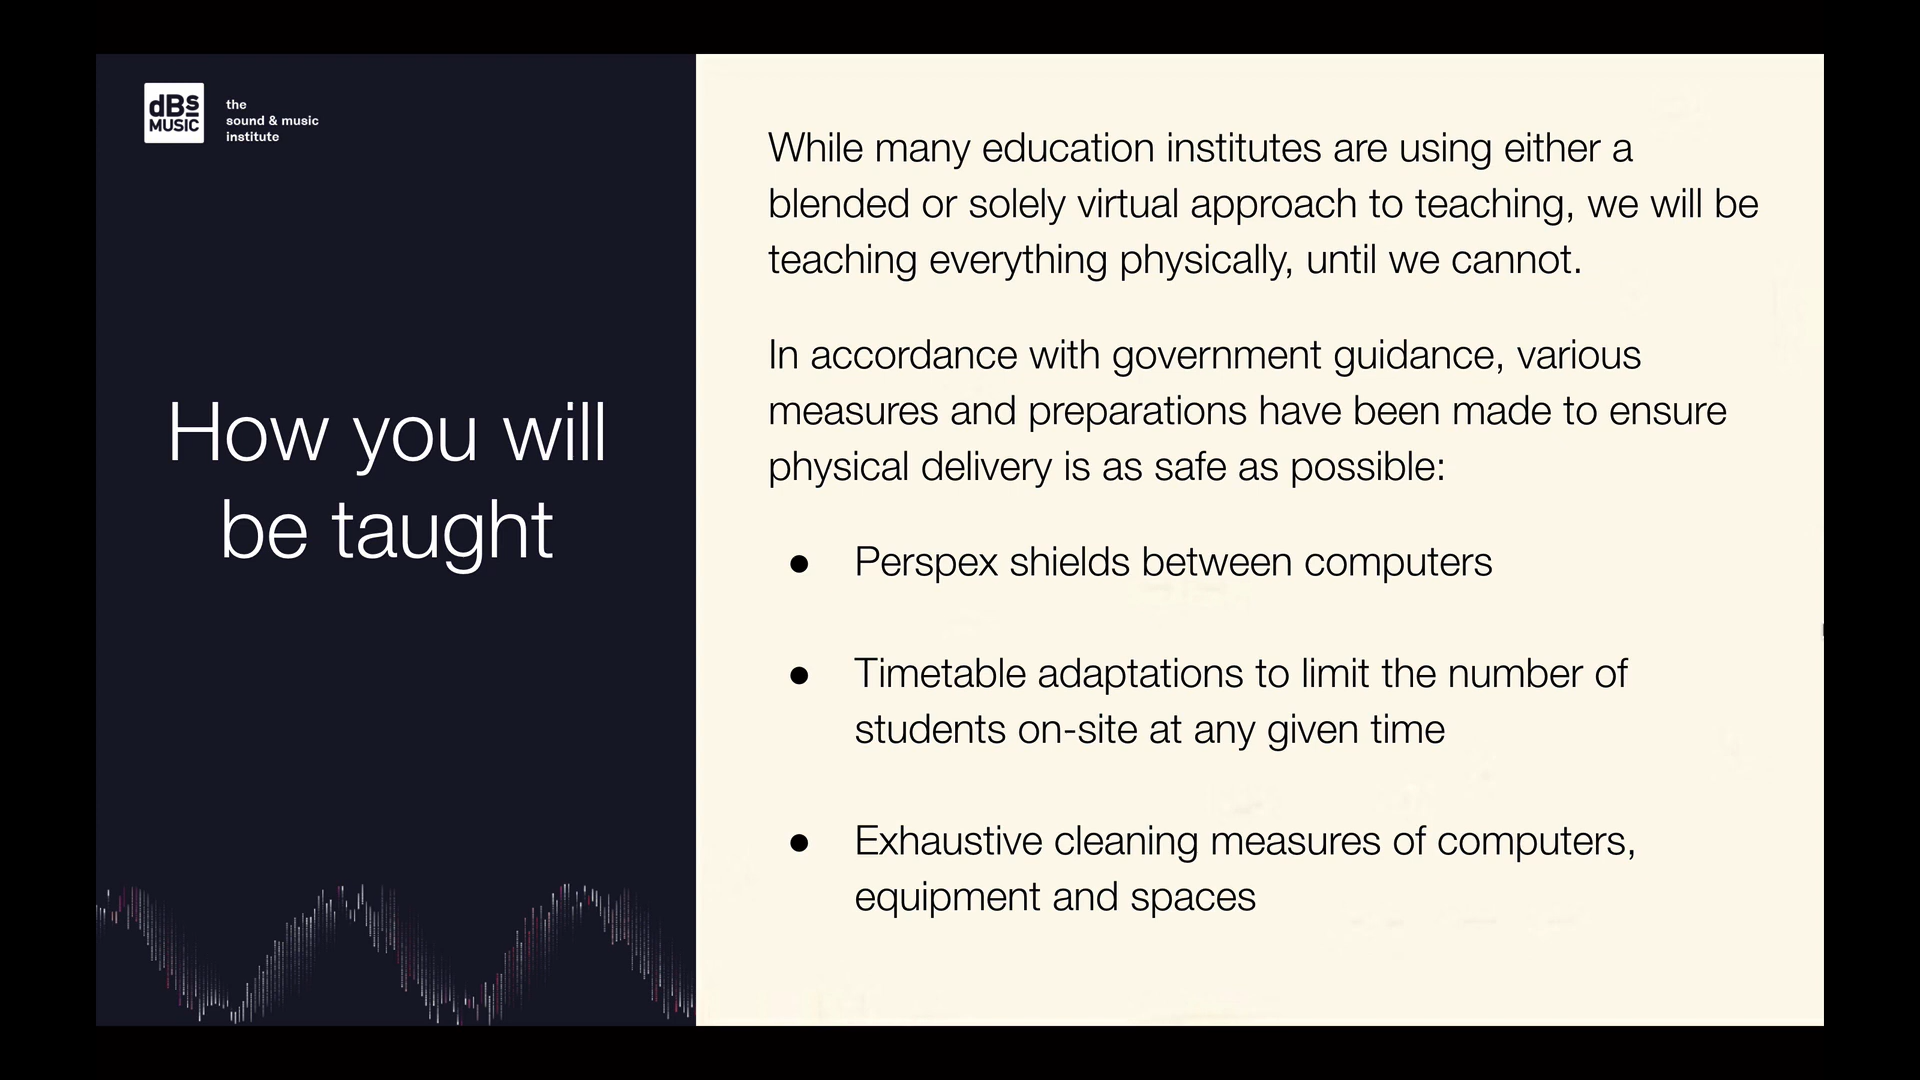 dBs
MUSIC
the
sound & music
institute
How you will
be taught
While many education institutes are using either a
blended or solely virtual approach to teaching, we will be
teaching everything physically, until we cannot.
In accordance with government guidance, various
measures and preparations have been made to ensure
physical delivery is as safe as possible:
● Perspex shields between computers
● Timetable adaptations to limit the number of
students on-site at any given time
● Exhaustive cleaning measures of computers,
equipment and spaces